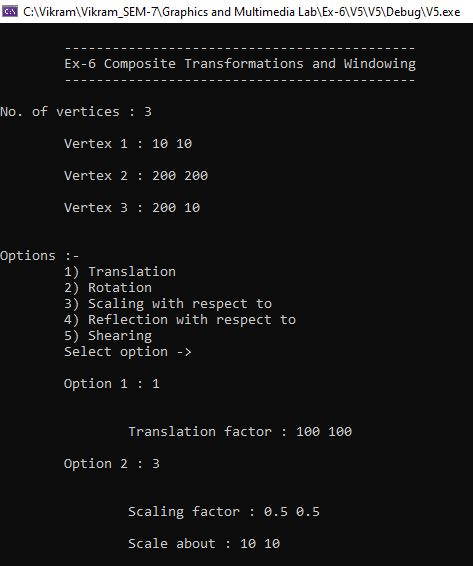 C:\Vikram\Vikram_SEM-7\Graphics and Multimedia Lab\Ex-6\V5\V5\Debug\V5.exe
--------------------------------------------
Ex-6 Composite Transformations and Windowing
--------------------------------------------
No. of vertices : 3
Vertex 1 : 10 10
Vertex 2 : 200 200
Vertex 3 : 200 10
Options :-
1) Translation
2) Rotation
3) Scaling with respect to
4) Reflection with respect to
5) Shearing
Select option ->
Option 1 : 1
Translation factor : 100 100
Option 2 : 3
Scaling factor : 0.5 0.5
Scale about : 10 10